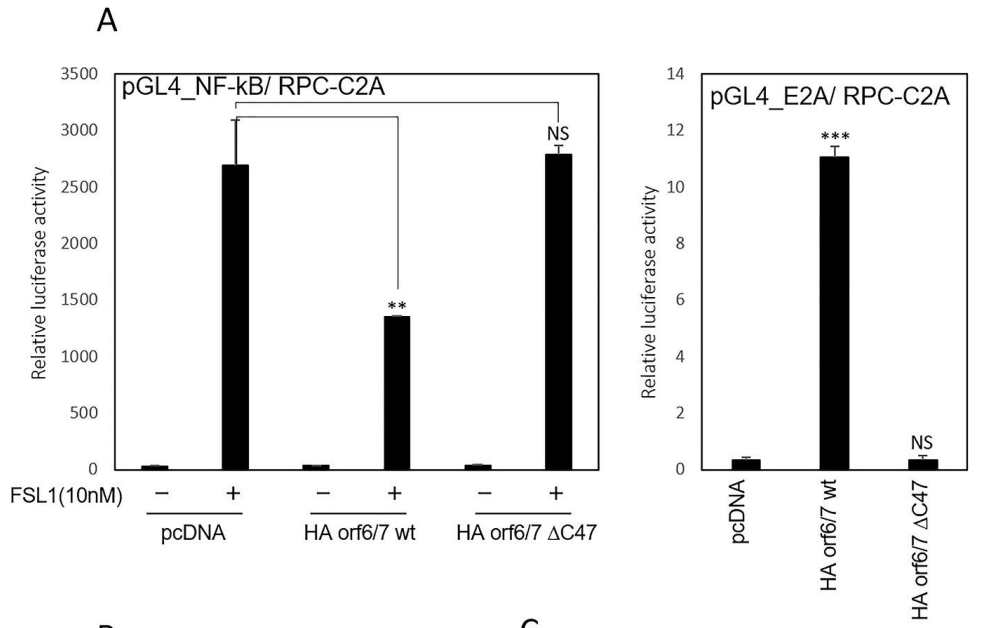 A
pGL4_NF-kB/ RPC-C2A
Relative luciferase activity
3500
3000
2500
2000
1500
1000
500
0
NS
**
FSL1(10nM) − + − + − +
pcDNA HA orf6/7 wt HA orf6/7 ΔC47
pGL4_E2A/ RPC-C2A
Relative luciferase activity
14
12
10
8
6
4
2
0
***
NS
pcDNA
HA orf6/7 wt
HA orf6/7 ΔC47